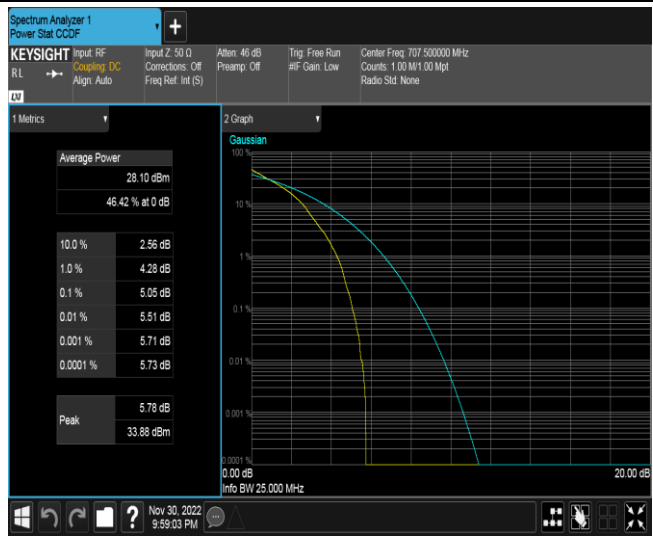 Spectrum Analyzer 1
Power Stat CCDF
+
KEYSIGHT
RL
Input: RF
Coupling: DC
Align: Auto
Input Z: 50 Ω
Corrections: Off
Freq Ref: Int (S)
Atten: 46 dB
Preamp: Off
Trig: Free Run
#IF Gain: Low
Center Freq: 707.500000 MHz
Counts: 1.00 M/1.00 Mpt
Radio Std: None
LXI
1 Metrics
Average Power
28.10 dBm
46.42 % at 0 dB
10.0 % 2.56 dB
1.0 % 4.28 dB
0.1 % 5.05 dB
0.01 % 5.51 dB
0.001 % 5.71 dB
0.0001 % 5.73 dB
Peak
5.78 dB
33.88 dBm
2 Graph
Gaussian
100 %
10 %
1 %
0.1 %
0.01 %
0.001 %
0.0001 %
0.00 dB 20.00 dB
Info BW 25.000 MHz
?
Nov 30, 2022
9:59:03 PM